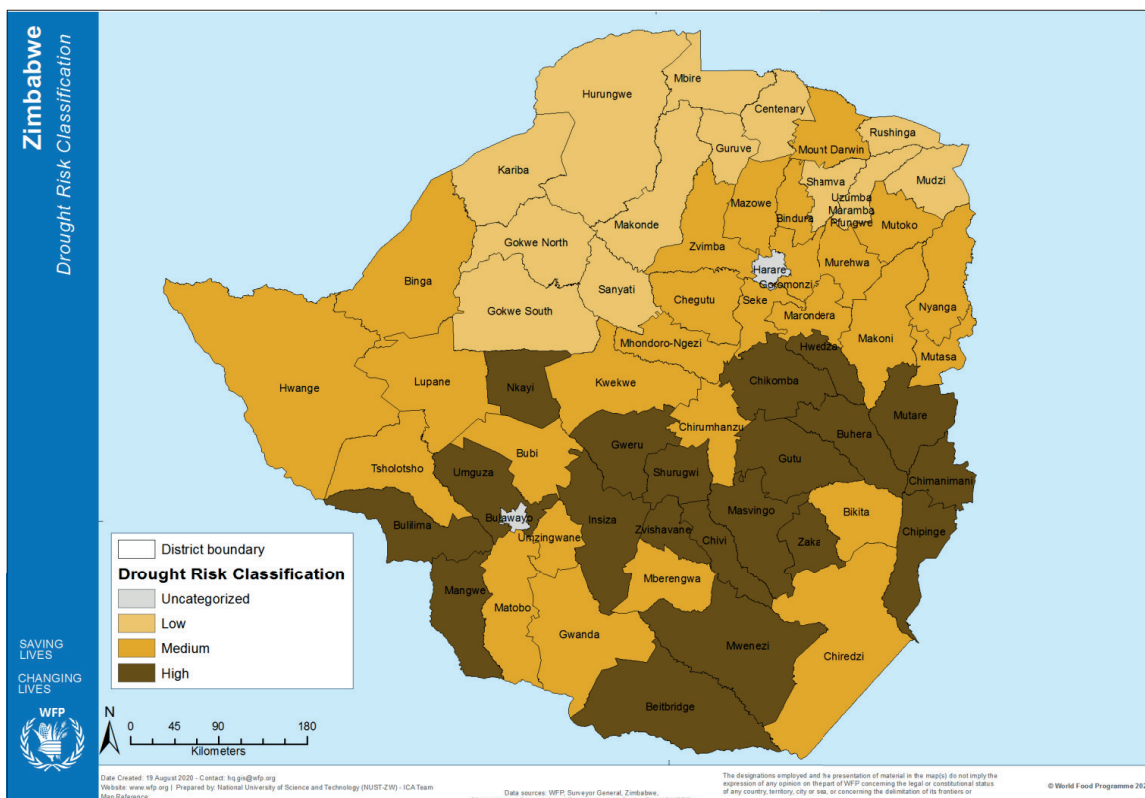 Zimbabwe
Drought Risk Classification
Mbire
Hurungwe
Centenary
Rushinga
Guruve
Mount Darwin
Kariba
Shamva
Mudzi
Uzumba
Maramba
Pfungwe
Mazowe
Bindura
Mutoko
Makonde
Gokwe North
Zvimba
Murehwa
Harare
Binga
Goromonzi
Sanyati
Chegutu
Seke
Gokwe South
Marondera
Nyanga
Makoni
Mhondoro-Ngezi
Hwedza
Mutasa
Hwange
Lupane
Nkayi
Kwekwe
Chikomba
Mutare
Chirumhanzu
Buhera
Gweru
Bubi
Tsholotsho
Umguza
Shurugwi
Gutu
Chimanimani
Bulilima
Bulawayo
Insiza
Masvingo
Bikita
Zvishavane
Chivi
Zaka
Chipinge
Umzingwane
Mberengwa
Mangwe
Matobo
Gwanda
Mwenezi
Chiredzi
Beitbridge
District boundary
Drought Risk Classification
Uncategorized
Low
Medium
High
SAVING
LIVES
CHANGING
LIVES
WFP
N
0 45 90 180
Kilometers
Date Created: 19 August 2020 - Contact: hq.gis@wfp.org
Website: www.wfp.org | Prepared by: National University of Science and Technology (NUST-ZW) - ICA Team
Map Reference:
Data sources: WFP, Surveyor General, Zimbabwe,
The designations employed and he presentation of material in the map(s) do not imply the
expression of any opinion on the part of WFP concerning the legal or constitutional status
of any country, territory, city or sea, or concerning the delimitation of its frontiers or
© World Food Programme 202